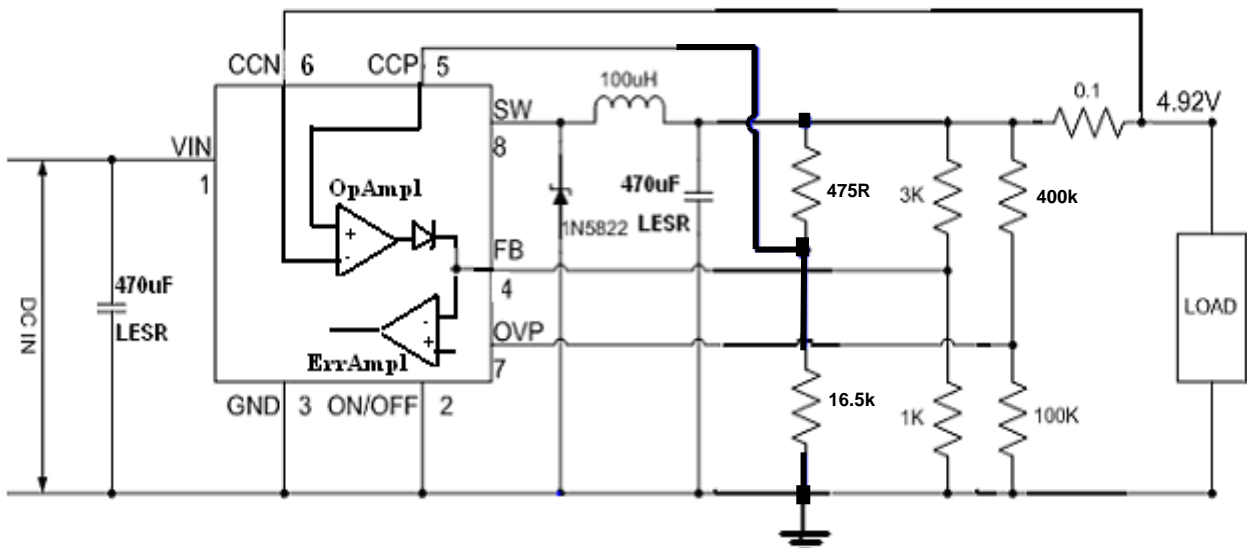 CCN 6 CCP 5
100uH
0.1
4.92V
SW
8
VIN
1
OpAmp1
+
-
470uF
LESR
1N5822
475R
3K
400k
FB
4
470uF
LESR
DC IN
-
+
ErrAmp1
OVP
7
LOAD
GND 3 ON/OFF 2
16.5k
1K
100K